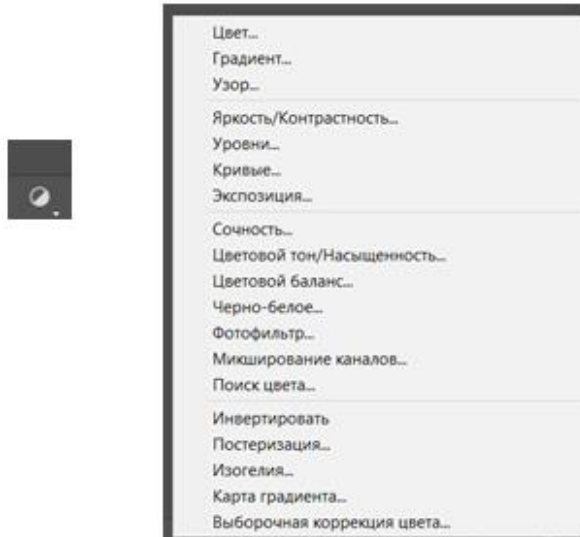 Цвет...
Градиент...
Узор...
Яркость/Контрастность...
Уровни...
Кривые...
Экспозиция...
Сочность...
Цветовой тон/Насыщенность...
Цветовой баланс...
Черно-белое...
Фотофильтр...
Микширование каналов...
Поиск цвета...
Инвертировать
Постеризация...
Изогелия...
Карта градиента...
Выборочная коррекция цвета...